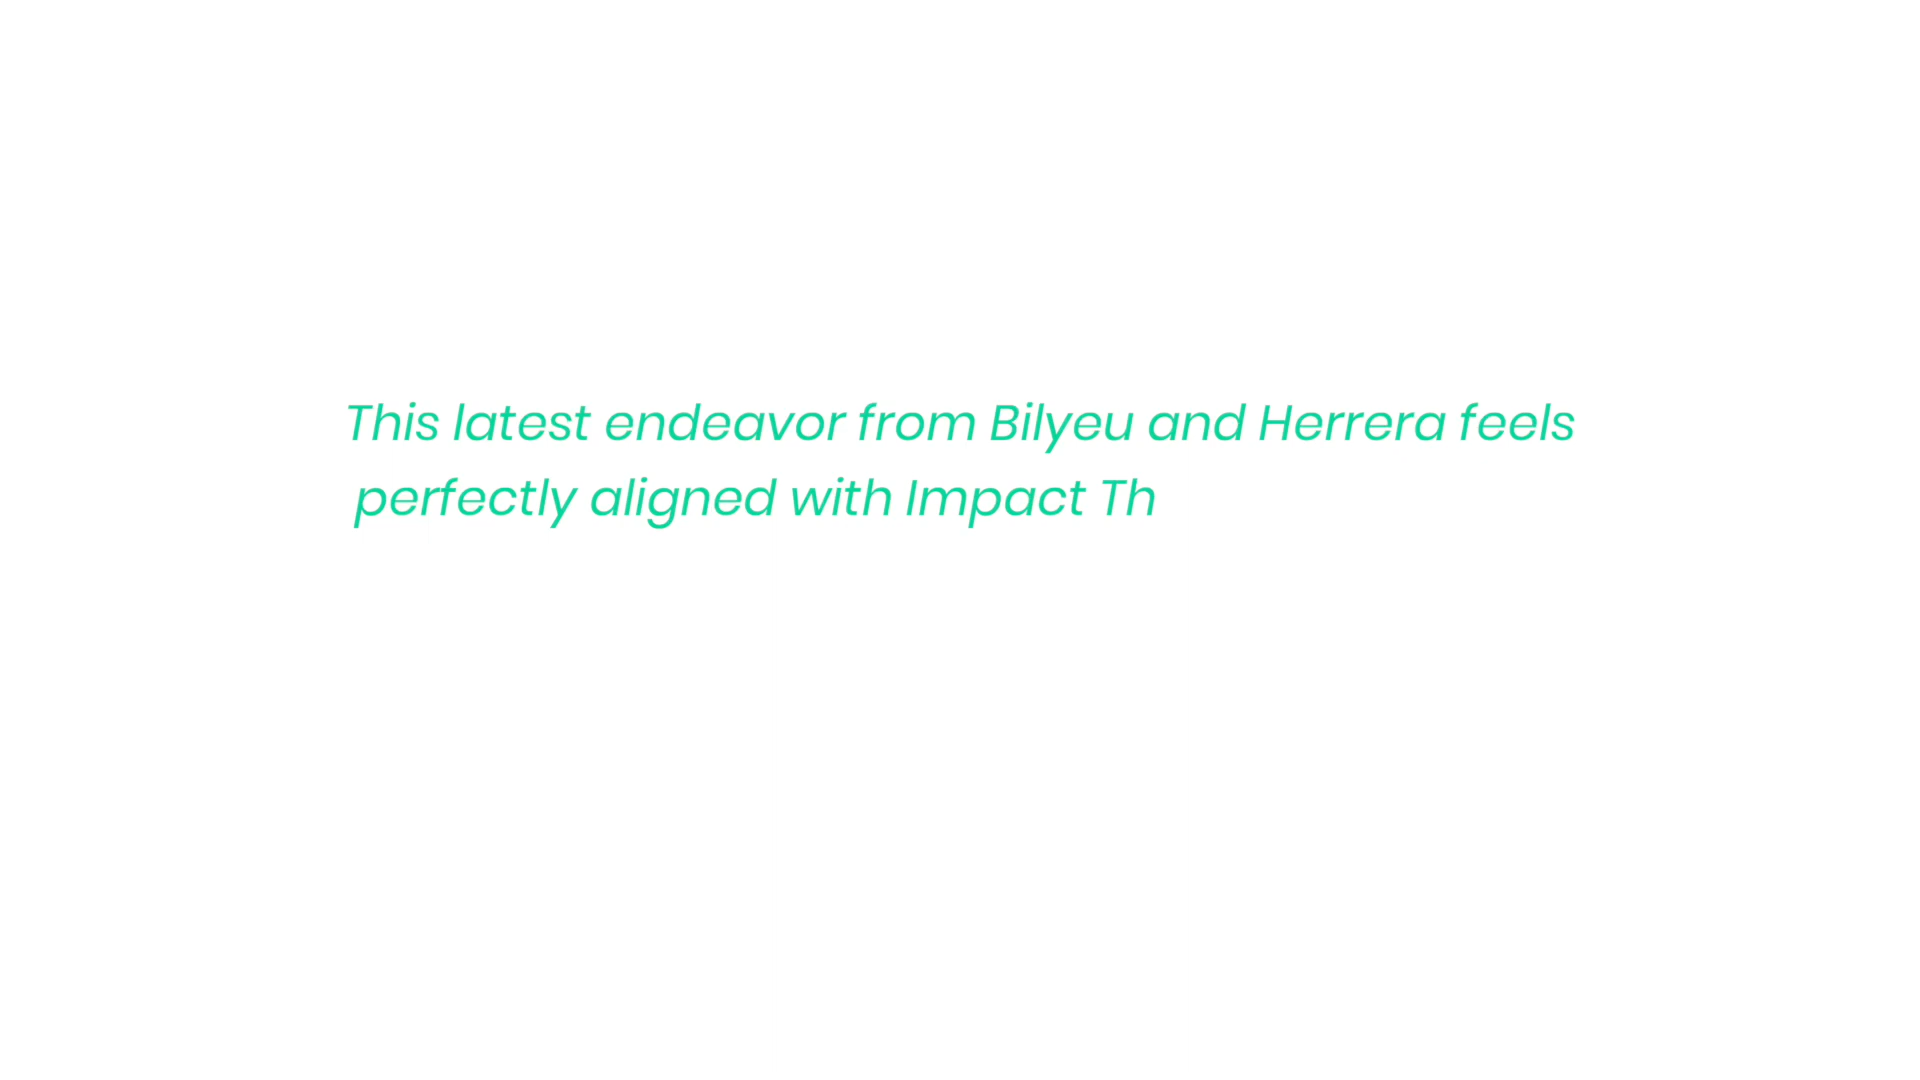 This latest endeavor from Bilyeu and Herrera feels
perfectly aligned with Impact Th